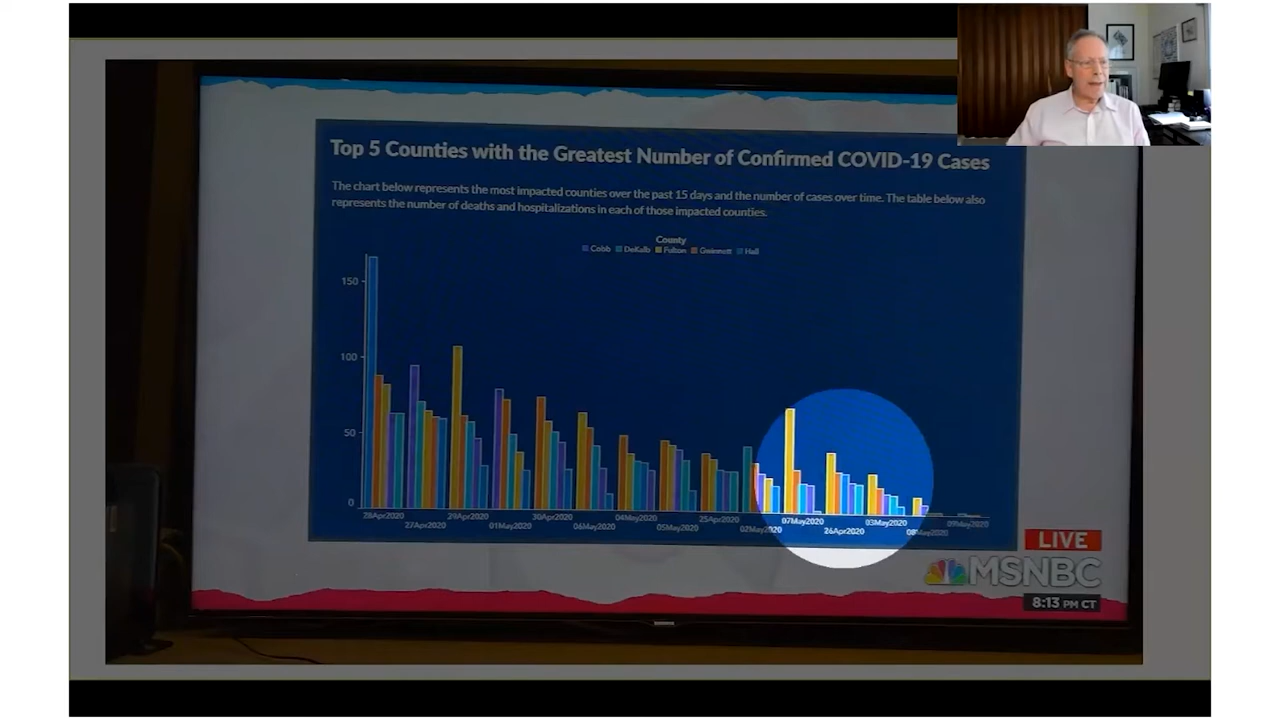 Top 5 Counties with the Greatest Number of Confirmed COVID-19 Cases
The chart below represents the most impacted counties over the past 15 days and the number of cases over time. The table below also
represents the number of deaths and hospitalizations in each of those impacted counties.
County
Cobb DeKalb Fulton Gwinnett Hall
150
100
50
0
28Apr2020 29Apr2020 30Apr2020 04May2020 25Apr2020 07May2020 03May2020 09May2020
27Apr2020 01May2020 06May2020 05May2020 02May2020 26Apr2020 08May2020
LIVE
MSNBC
8:13 PM CT